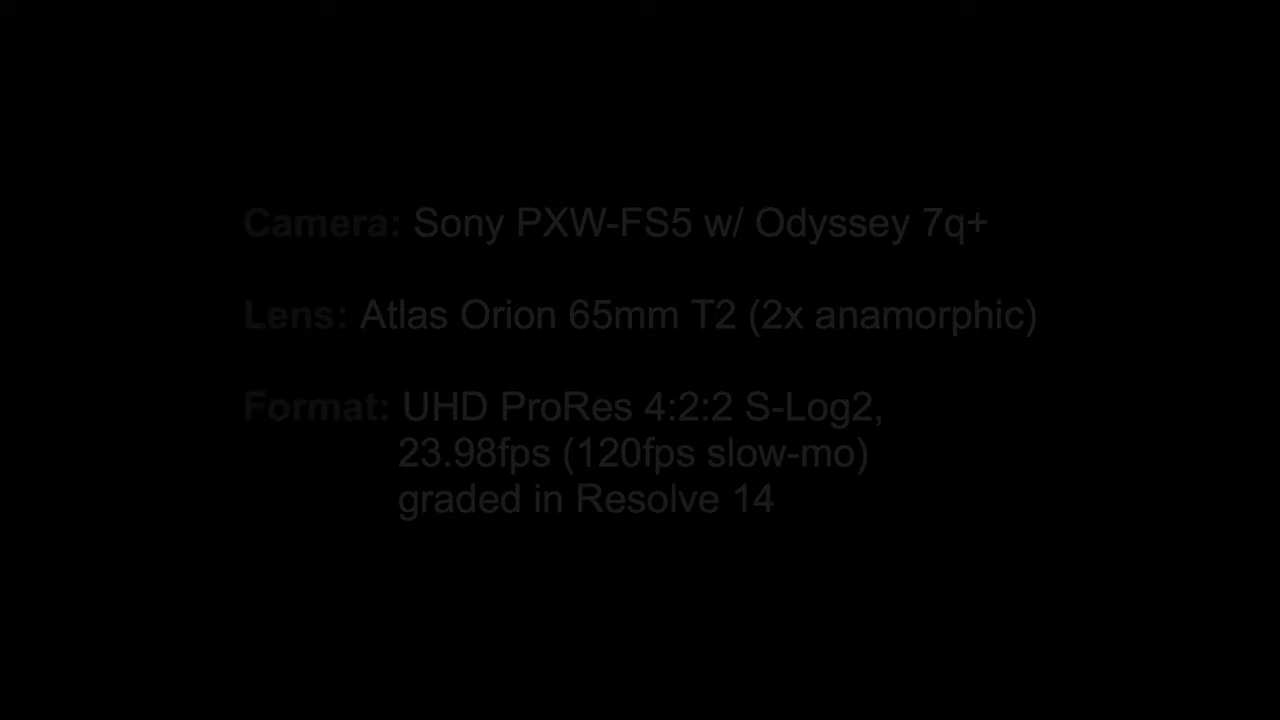 Camera: Sony PXW-FS5 w/ Odyssey 7q+
Lens: Atlas Orion 65mm T2 (2x anamorphic)
Format: UHD ProRes 4:2:2 S-Log2,
23.98fps (120fps slow-mo)
graded in Resolve 14